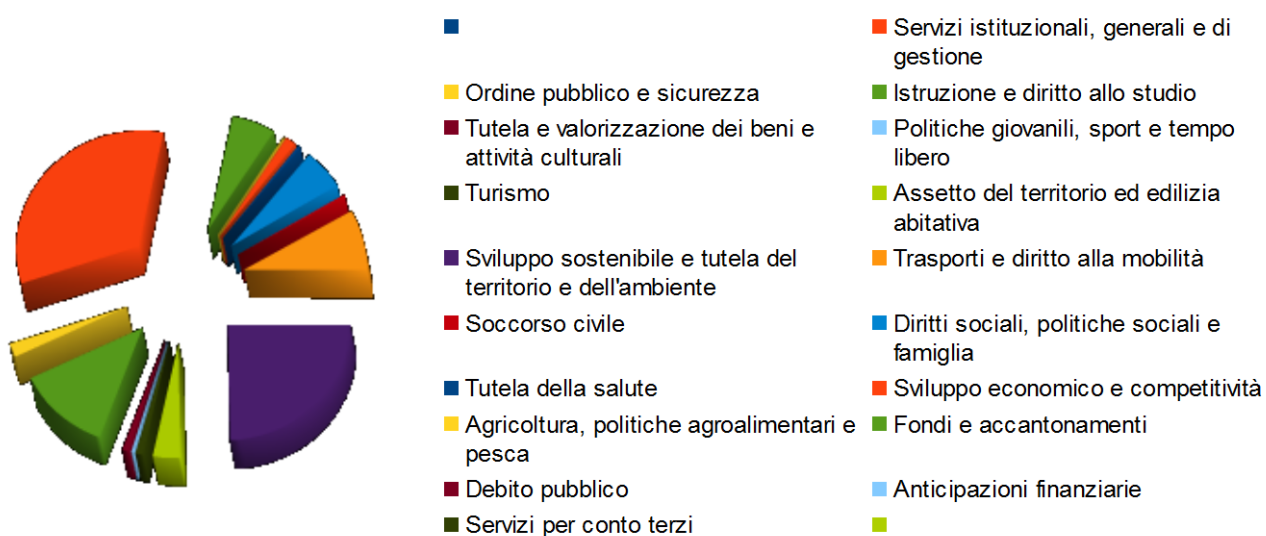 Servizi istituzionali, generali e di
gestione
Ordine pubblico e sicurezza
Istruzione e diritto allo studio
Tutela e valorizzazione dei beni e
attività culturali
Politiche giovanili, sport e tempo
libero
Turismo
Assetto del territorio ed edilizia
abitativa
Sviluppo sostenibile e tutela del
territorio e dell'ambiente
Trasporti e diritto alla mobilità
Soccorso civile
Diritti sociali, politiche sociali e
famiglia
Tutela della salute
Sviluppo economico e competitività
Agricoltura, politiche agroalimentari e
pesca
Fondi e accantonamenti
Debito pubblico
Anticipazioni finanziarie
Servizi per conto terzi